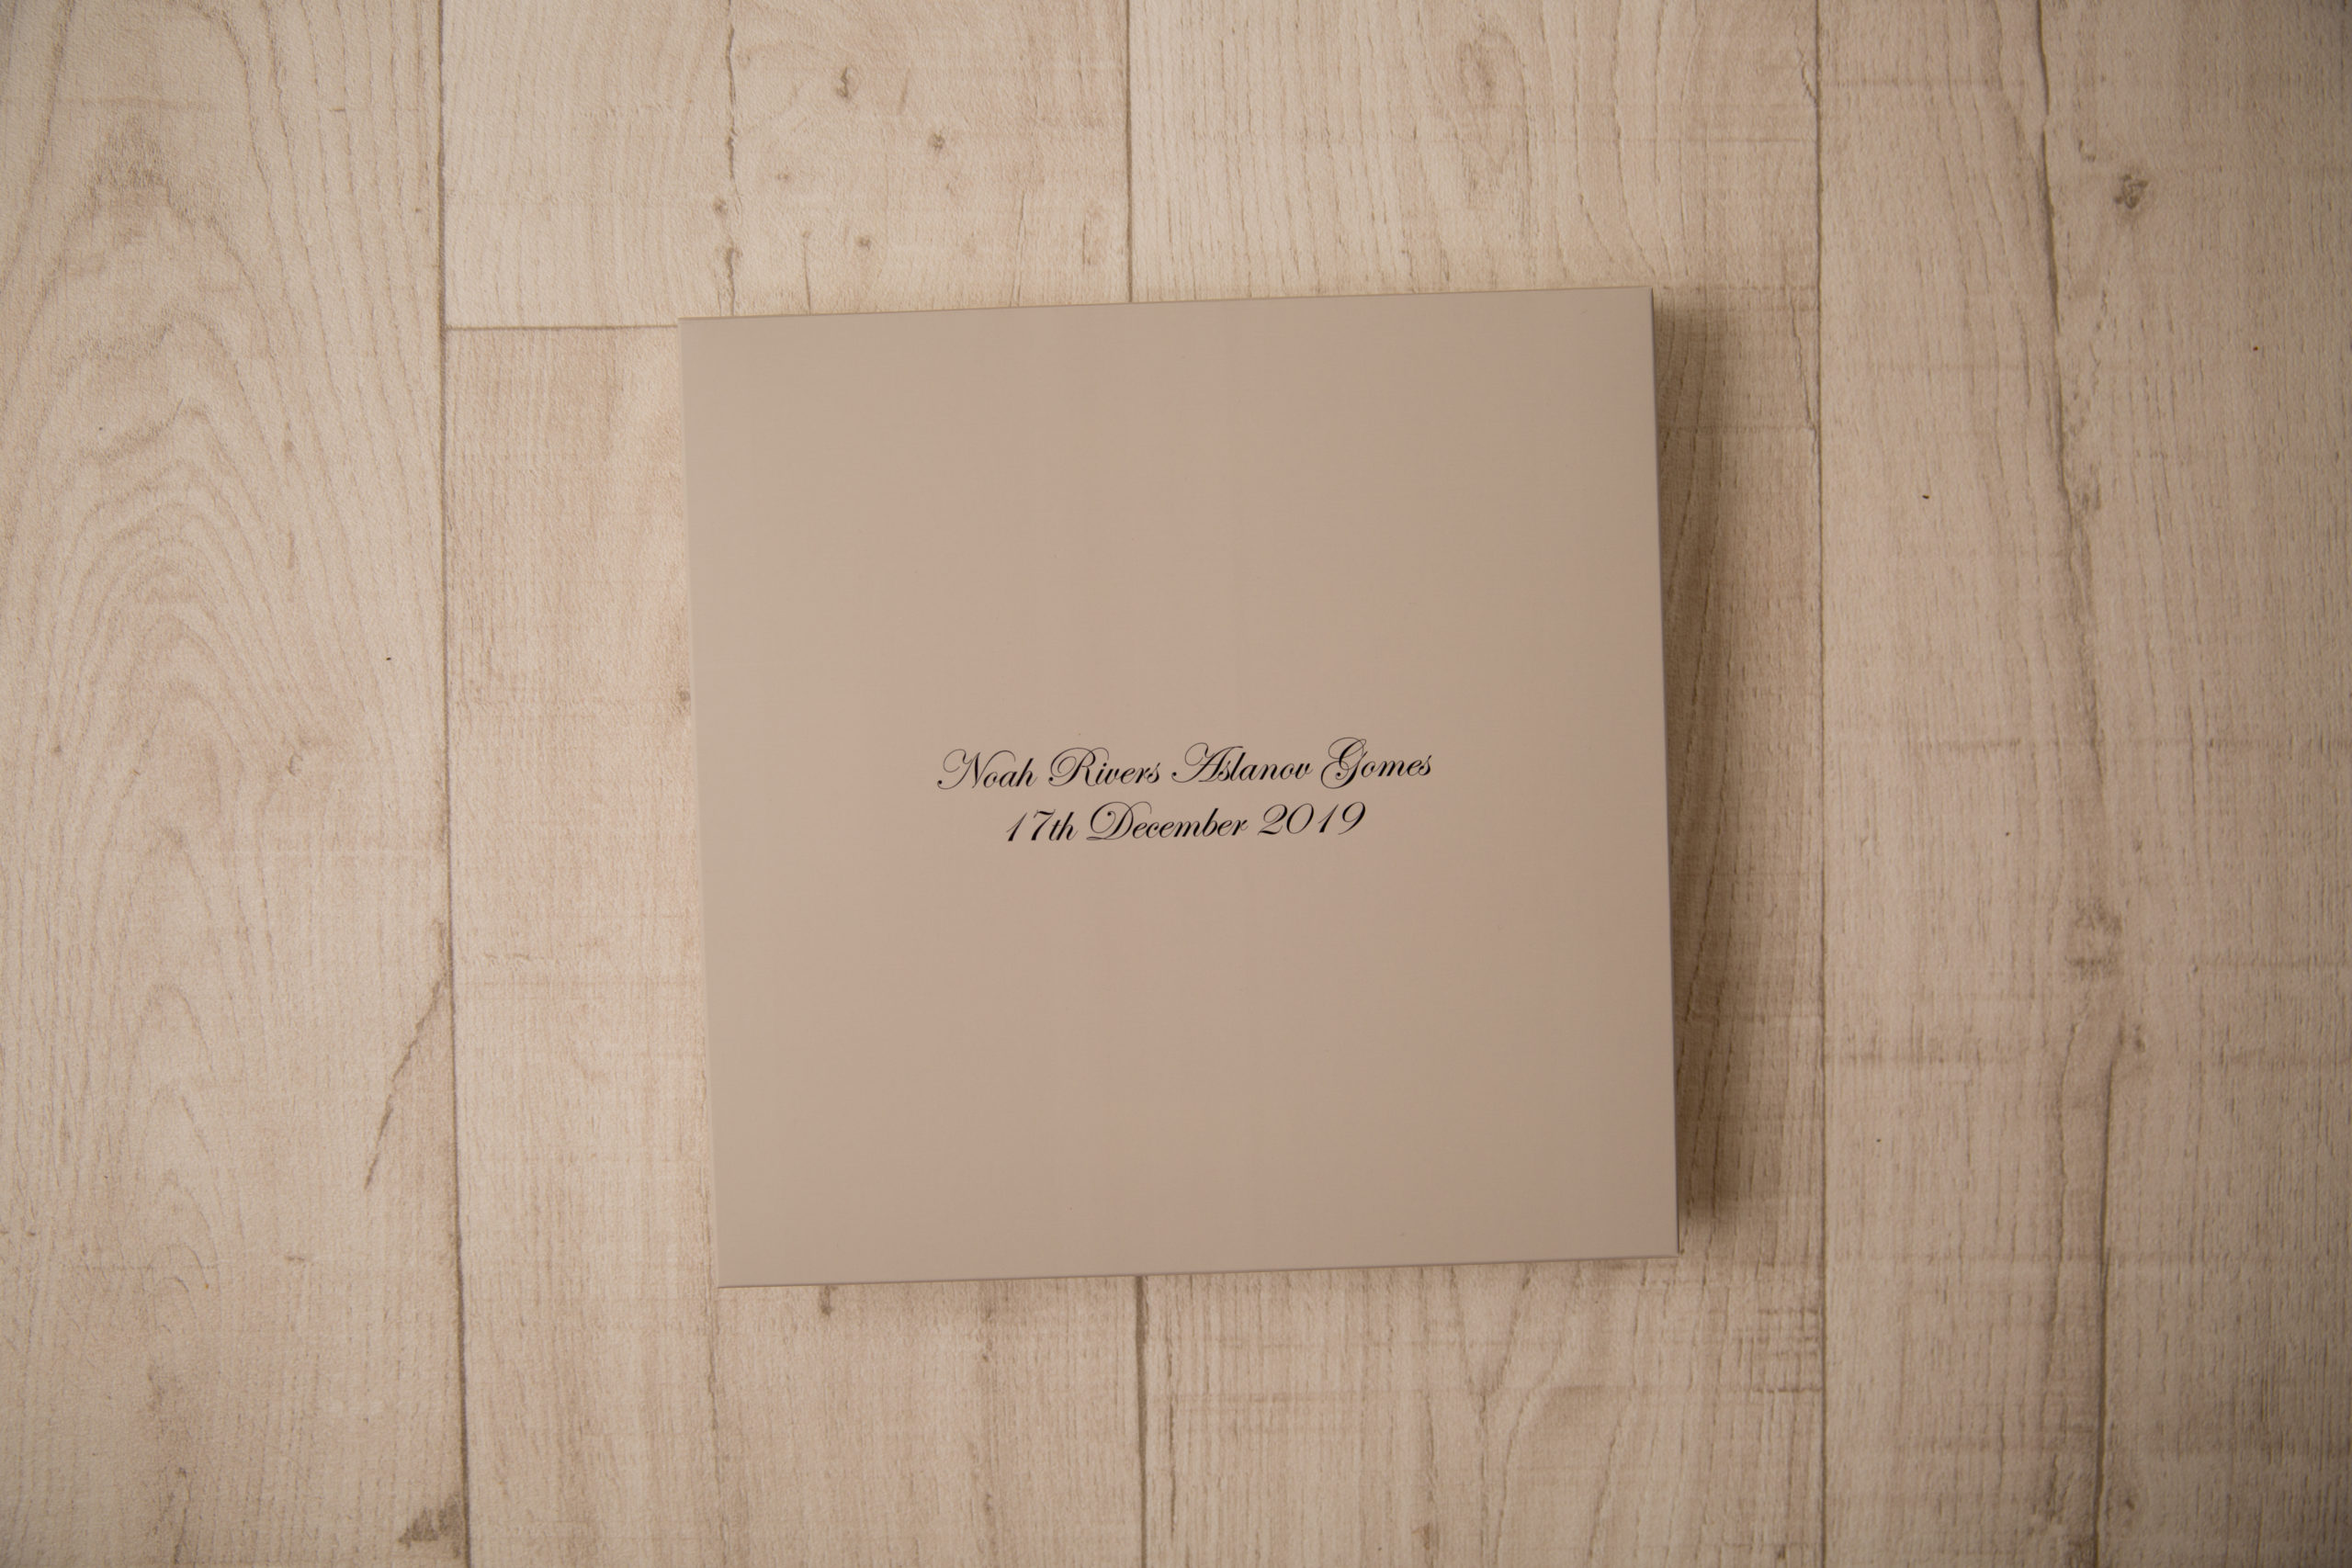 Noah Rivers Aslanov Gomes
17th December 2019